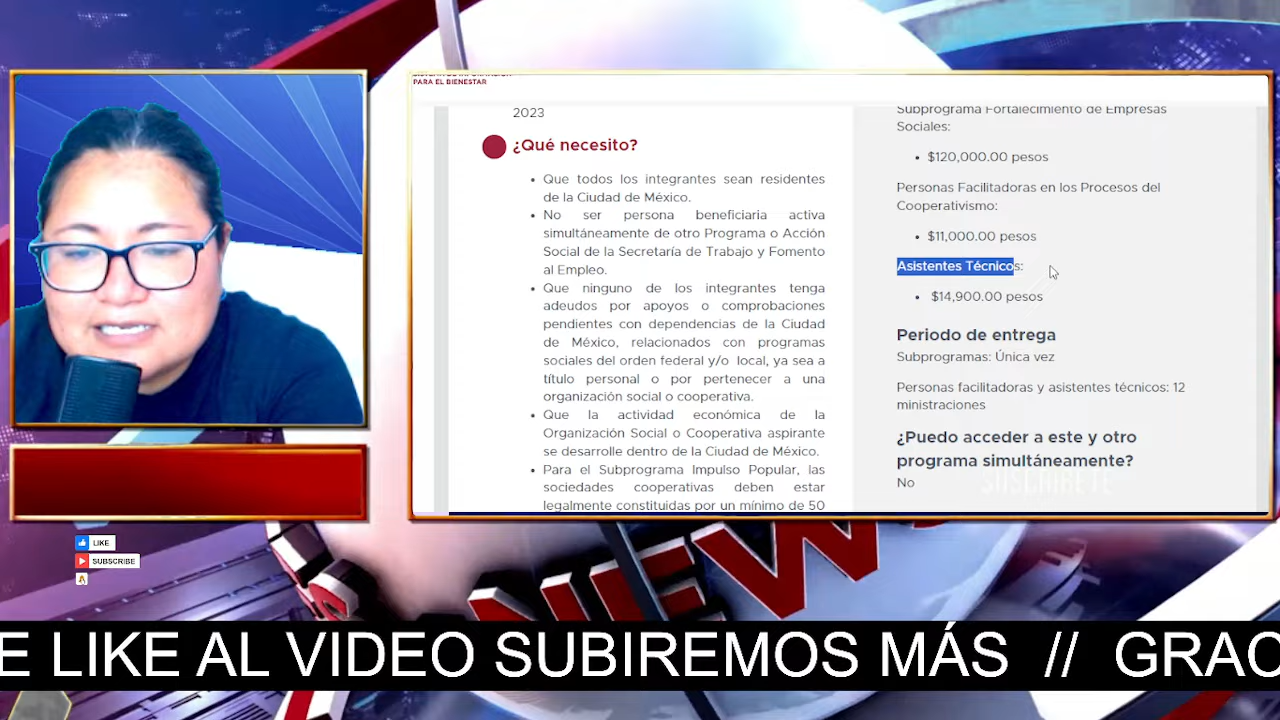 PARA EL BIENESTAR
2023
¿Qué necesito?
• Que todos los integrantes sean residentes
de la Ciudad de México.
• No ser persona beneficiaria activa
simultáneamente de otro Programa o Acción
Social de la Secretaría de Trabajo y Fomento
al Empleo.
• Que ninguno de los integrantes tenga
adeudos por apoyos o comprobaciones
pendientes con dependencias de la Ciudad
de México, relacionados con programas
sociales del orden federal y/o local, ya sea a
título personal o por pertenecer a una
organización social o cooperativa.
• Que la actividad económica de la
Organización Social o Cooperativa aspirante
se desarrolle dentro de la Ciudad de México.
• Para el Subprograma Impulso Popular, las
sociedades cooperativas deben estar
legalmente constituidas por un mínimo de 50
Subprograma Fortalecimiento de Empresas
Sociales:
• $120,000.00 pesos
Personas Facilitadoras en los Procesos del
Cooperativismo:
• $11,000.00 pesos
Asistentes Técnicos:
• $14,900.00 pesos
Periodo de entrega
Subprogramas: Única vez
Personas facilitadoras y asistentes técnicos: 12
ministraciones
¿Puedo acceder a este y otro
programa simultáneamente?
No
SUSCRIBETE
LIKE
SUBSCRIBE
NEWS
E LIKE AL VIDEO SUBIREMOS MÁS // GRAC